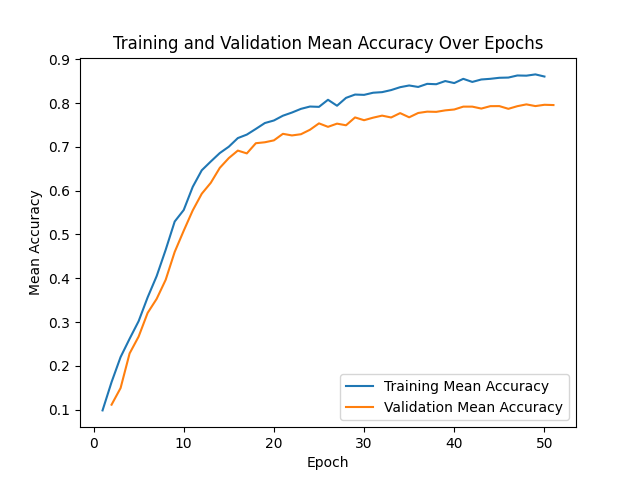 Training and Validation Mean Accuracy Over Epochs
0.9
0.8
0.7
0.6
0.5
0.4
0.3
0.2
0.1
Mean Accuracy
Training Mean Accuracy
Validation Mean Accuracy
0 10 20 30 40 50
Epoch